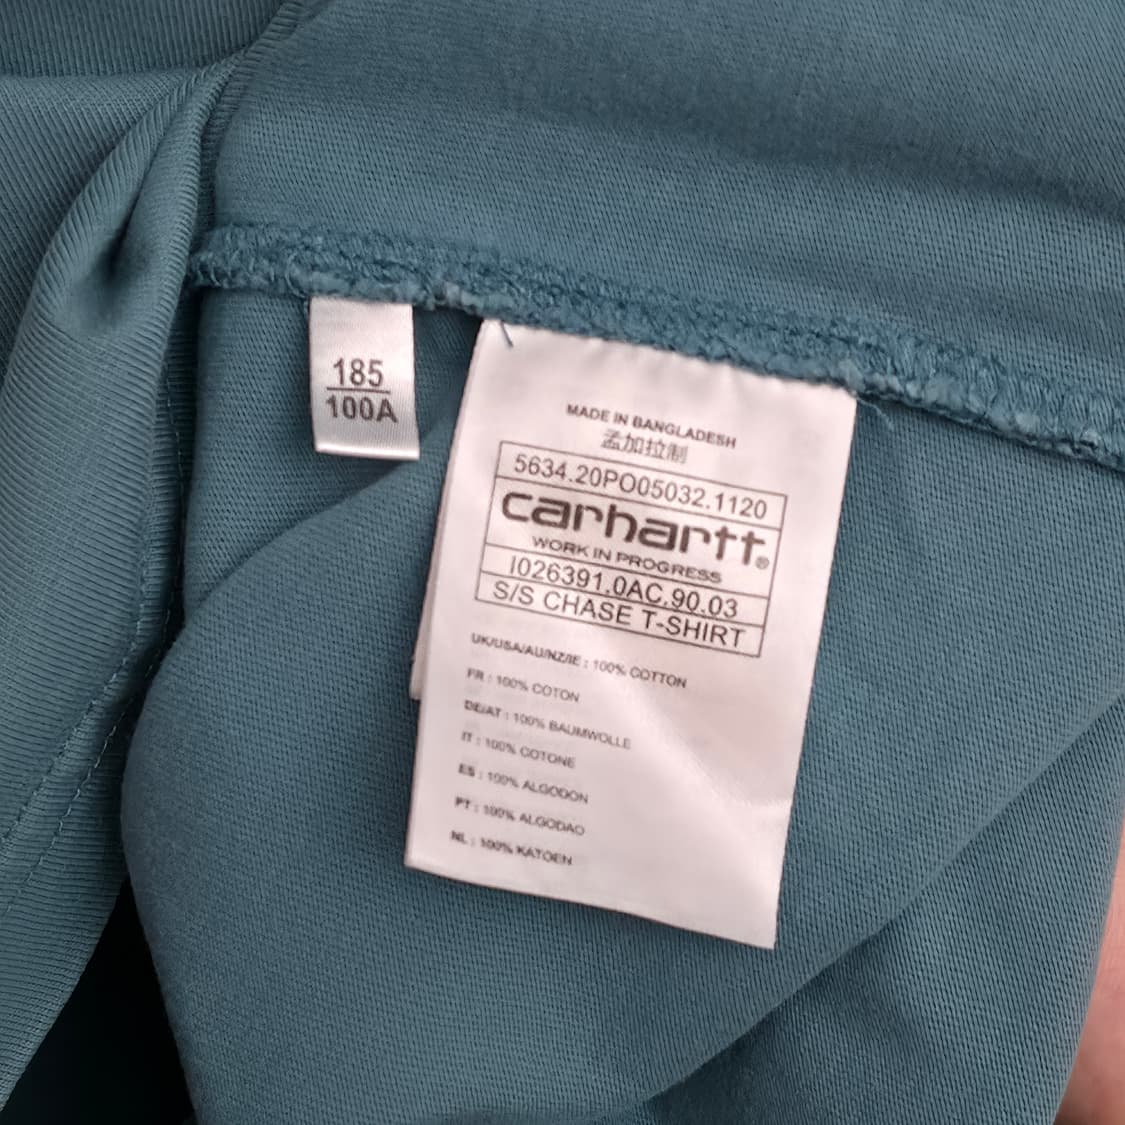 185
100A
MADE IN BANGLADESH
孟加拉制
5634.20PO05032.1120
carhartt®
WORK IN PROGRESS
I026391.0AC.90.03
S/S CHASE T-SHIRT
UK/USA/AU/NZ/IE : 100% COTTON
FR : 100% COTON
DE/AT : 100% BAUMWOLLE
IT : 100% COTONE
ES : 100% ALGODON
PT : 100% ALGODAO
NL : 100% KATOEN